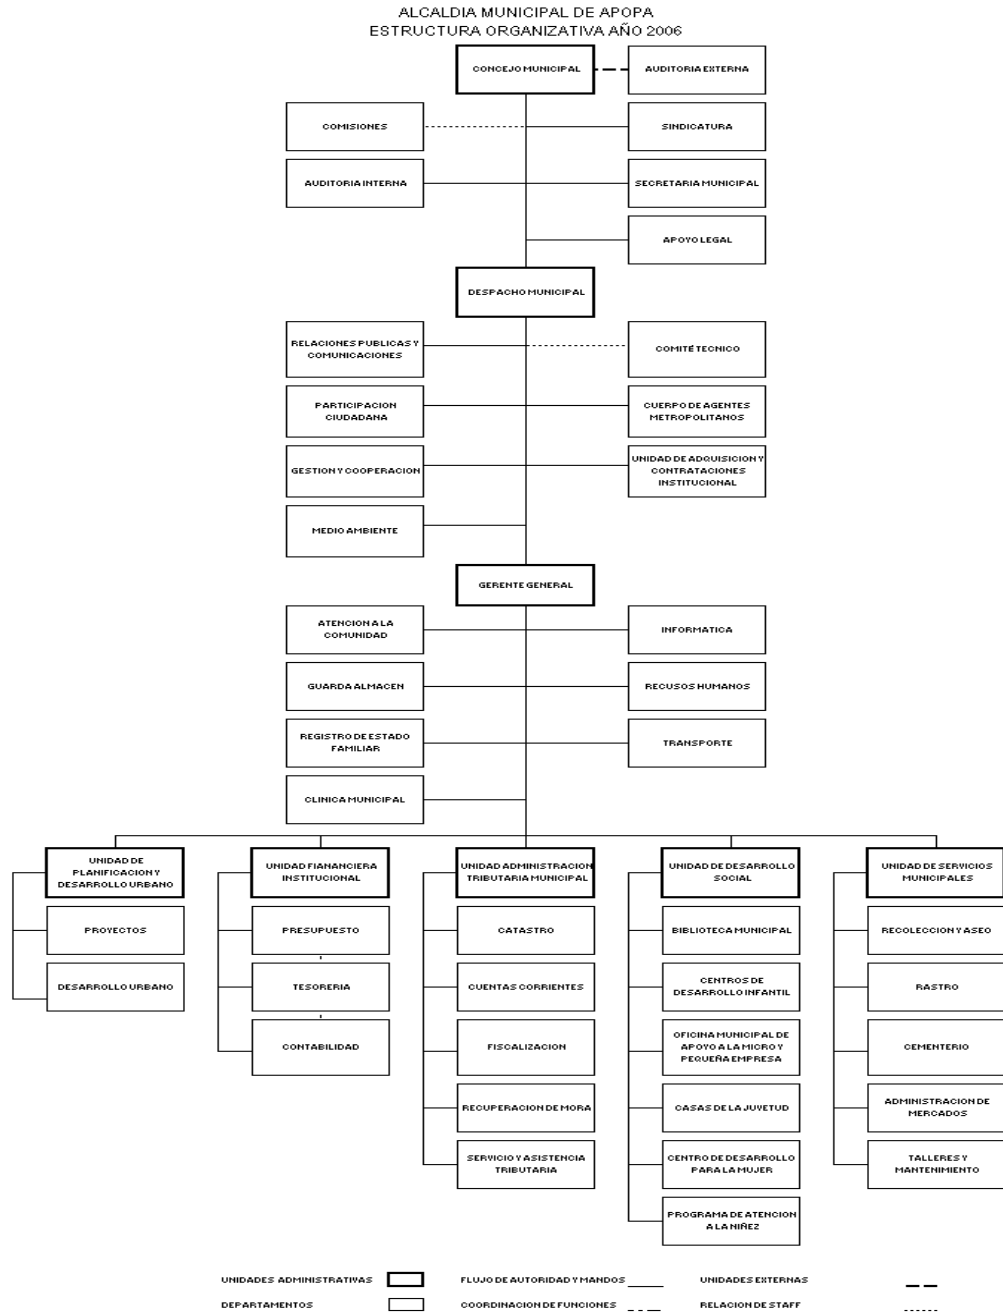 ALCALDIA MUNICIPAL DE APOPA
ESTRUCTURA ORGANIZATIVA AÑO 2006
CONCEJO MUNICIPAL
AUDITORIA EXTERNA
COMISIONES
SINDICATURA
AUDITORIA INTERNA
SECRETARIA MUNICIPAL
APOYO LEGAL
DESPACHO MUNICIPAL
RELACIONES PUBLICAS Y
COMUNICACIONES
COMITÉ TECNICO
PARTICIPACION
CIUDADANA
CUERPO DE AGENTES
METROPOLITANOS
GESTION Y COOPERACION
UNIDAD DE ADQUISICION Y
CONTRATACIONES
INSTITUCIONAL
MEDIO AMBIENTE
GERENTE GENERAL
ATENCION A LA
COMUNIDAD
INFORMATICA
GUARDA ALMACEN
RECUSOS HUMANOS
REGISTRO DE ESTADO
FAMILIAR
TRANSPORTE
CLINICA MUNICIPAL
UNIDAD DE
PLANIFICACION Y
DESARROLLO URBANO
PROYECTOS
DESARROLLO URBANO
UNIDAD FIANANCIERA
INSTITUCIONAL
PRESUPUESTO
TESORERIA
CONTABILIDAD
UNIDAD ADMINISTRACION
TRIBUTARIA MUNICIPAL
CATASTRO
CUENTAS CORRIENTES
FISCALIZACION
RECUPERACION DE MORA
SERVICIO Y ASISTENCIA
TRIBUTARIA
UNIDAD DE DESARROLLO
SOCIAL
BIBLIOTECA MUNICIPAL
CENTROS DE
DESARROLLO INFANTIL
OFICINA MUNICIPAL DE
APOYO A LA MICRO Y
PEQUEÑA EMPRESA
CASAS DE LA JUVETUD
CENTRO DE DESARROLLO
PARA LA MUJER
PROGRAMA DE ATENCION
A LA NIÑEZ
UNIDAD DE SERVICIOS
MUNICIPALES
RECOLECCION Y ASEO
RASTRO
CEMENTERIO
ADMINISTRACION DE
MERCADOS
TALLERES Y
MANTENIMIENTO
UNIDADES ADMINISTRATIVAS
FLUJO DE AUTORIDAD Y MANDOS
UNIDADES EXTERNAS
DEPARTAMENTOS
COORDINACION DE FUNCIONES
RELACION DE STAFF